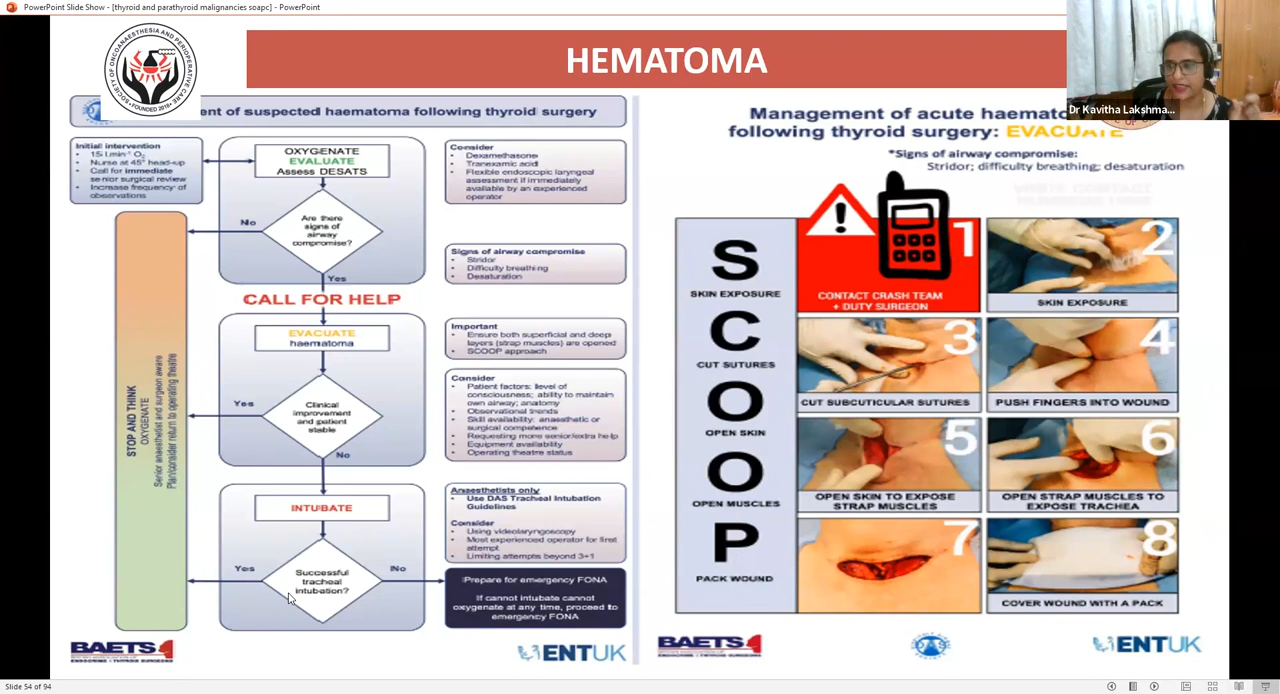 PowerPoint Slide Show - [thyroid and parathyroid malignancies soapc] - PowerPoint
SOCIETY OF ONCOANAESTHESIA AND PERIOPERATIVE CARE
HEMATOMA
Dr Kavitha Lakshma...
ent of suspected haematoma following thyroid surgery
Initial intervention
• 15 l.min⁻¹ O₂
• Nurse at 45° head-up
• Call for immediate
senior surgical review
• Increase frequency of
observations
OXYGENATE
EVALUATE
Assess DESATS
Consider
• Dexamethasone
• Tranexamic acid
• Flexible endoscopic laryngeal
assessment if immediately
available by an experienced
operator
Are there
signs of
airway
compromise?
No
Yes
Signs of airway compromise
• Stridor
• Difficulty breathing
• Desaturation
CALL FOR HELP
EVACUATE
haematoma
Important
• Ensure both superficial and deep
layers (strap muscles) are opened
• SCOOP approach
Clinical
improvement
and patient
stable
Yes
No
Consider
• Patient factors: level of
consciousness; ability to maintain
own airway; anatomy
• Observational trends
• Skill availability: anaesthetic or
surgical competence
• Requesting more senior/extra help
• Equipment availability
• Operating theatre status
STOP AND THINK
OXYGENATE
Senior anaesthetist and surgeon aware
Plan/consider return to operating theatre
INTUBATE
Anaesthetists only
• Use DAS Tracheal Intubation
Guidelines
Consider
• Using videolaryngoscopy
• Most experienced operator for first
attempt
• Limiting attempts beyond 3+1
Successful
tracheal
intubation?
Yes
No
Prepare for emergency FONA
If cannot intubate cannot
oxygenate at any time, proceed to
emergency FONA
BAETS
ENTUK
Management of acute haemato
following thyroid surgery: EVACUATE
*Signs of airway compromise:
Stridor; difficulty breathing; desaturation
S
SKIN EXPOSURE
C
CUT SUTURES
O
OPEN SKIN
O
OPEN MUSCLES
P
PACK WOUND
1
CONTACT CRASH TEAM
+ DUTY SURGEON
2
SKIN EXPOSURE
3
CUT SUBCUTICULAR SUTURES
4
PUSH FINGERS INTO WOUND
5
OPEN SKIN TO EXPOSE
STRAP MUSCLES
6
OPEN STRAP MUSCLES TO
EXPOSE TRACHEA
7
8
COVER WOUND WITH A PACK
BAETS
ENDOCRINE / THYROID SURGEONS
ENTUK
Slide 54 of 94